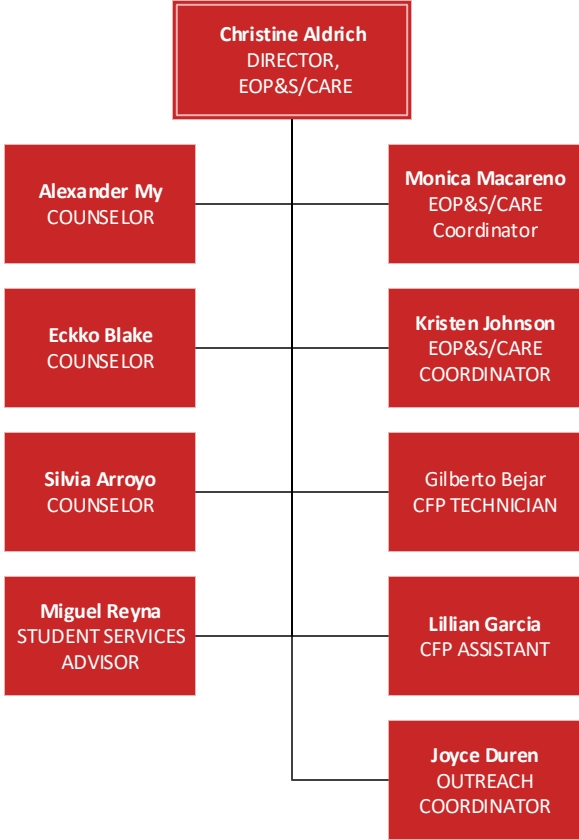 Christine Aldrich
DIRECTOR,
EOP&S/CARE
Alexander My
COUNSELOR
Monica Macareno
EOP&S/CARE
Coordinator
Eckko Blake
COUNSELOR
Kristen Johnson
EOP&S/CARE
COORDINATOR
Silvia Arroyo
COUNSELOR
Gilberto Bejar
CFP TECHNICIAN
Miguel Reyna
STUDENT SERVICES
ADVISOR
Lillian Garcia
CFP ASSISTANT
Joyce Duren
OUTREACH
COORDINATOR